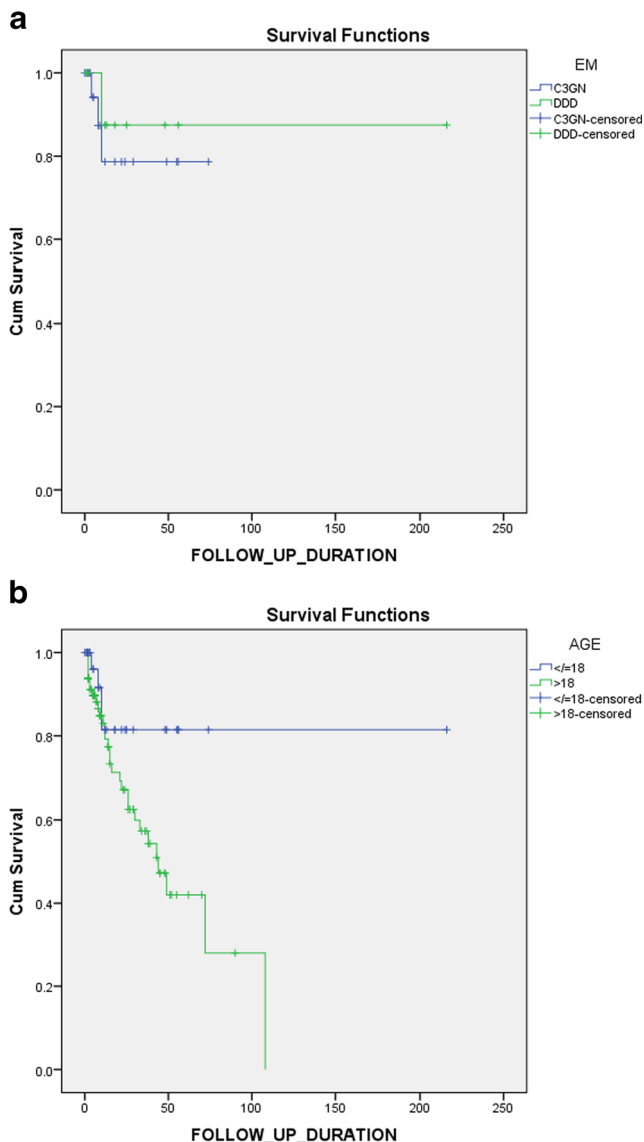 a
Survival Functions
EM
C3GN
DDD
C3GN-censored
DDD-censored
Cum Survival
1.0
0.8
0.6
0.4
0.2
0.0
0 50 100 150 200 250
FOLLOW_UP_DURATION
b
Survival Functions
AGE
</=18
>18
</=18-censored
>18-censored
Cum Survival
1.0
0.8
0.6
0.4
0.2
0.0
0 50 100 150 200 250
FOLLOW_UP_DURATION